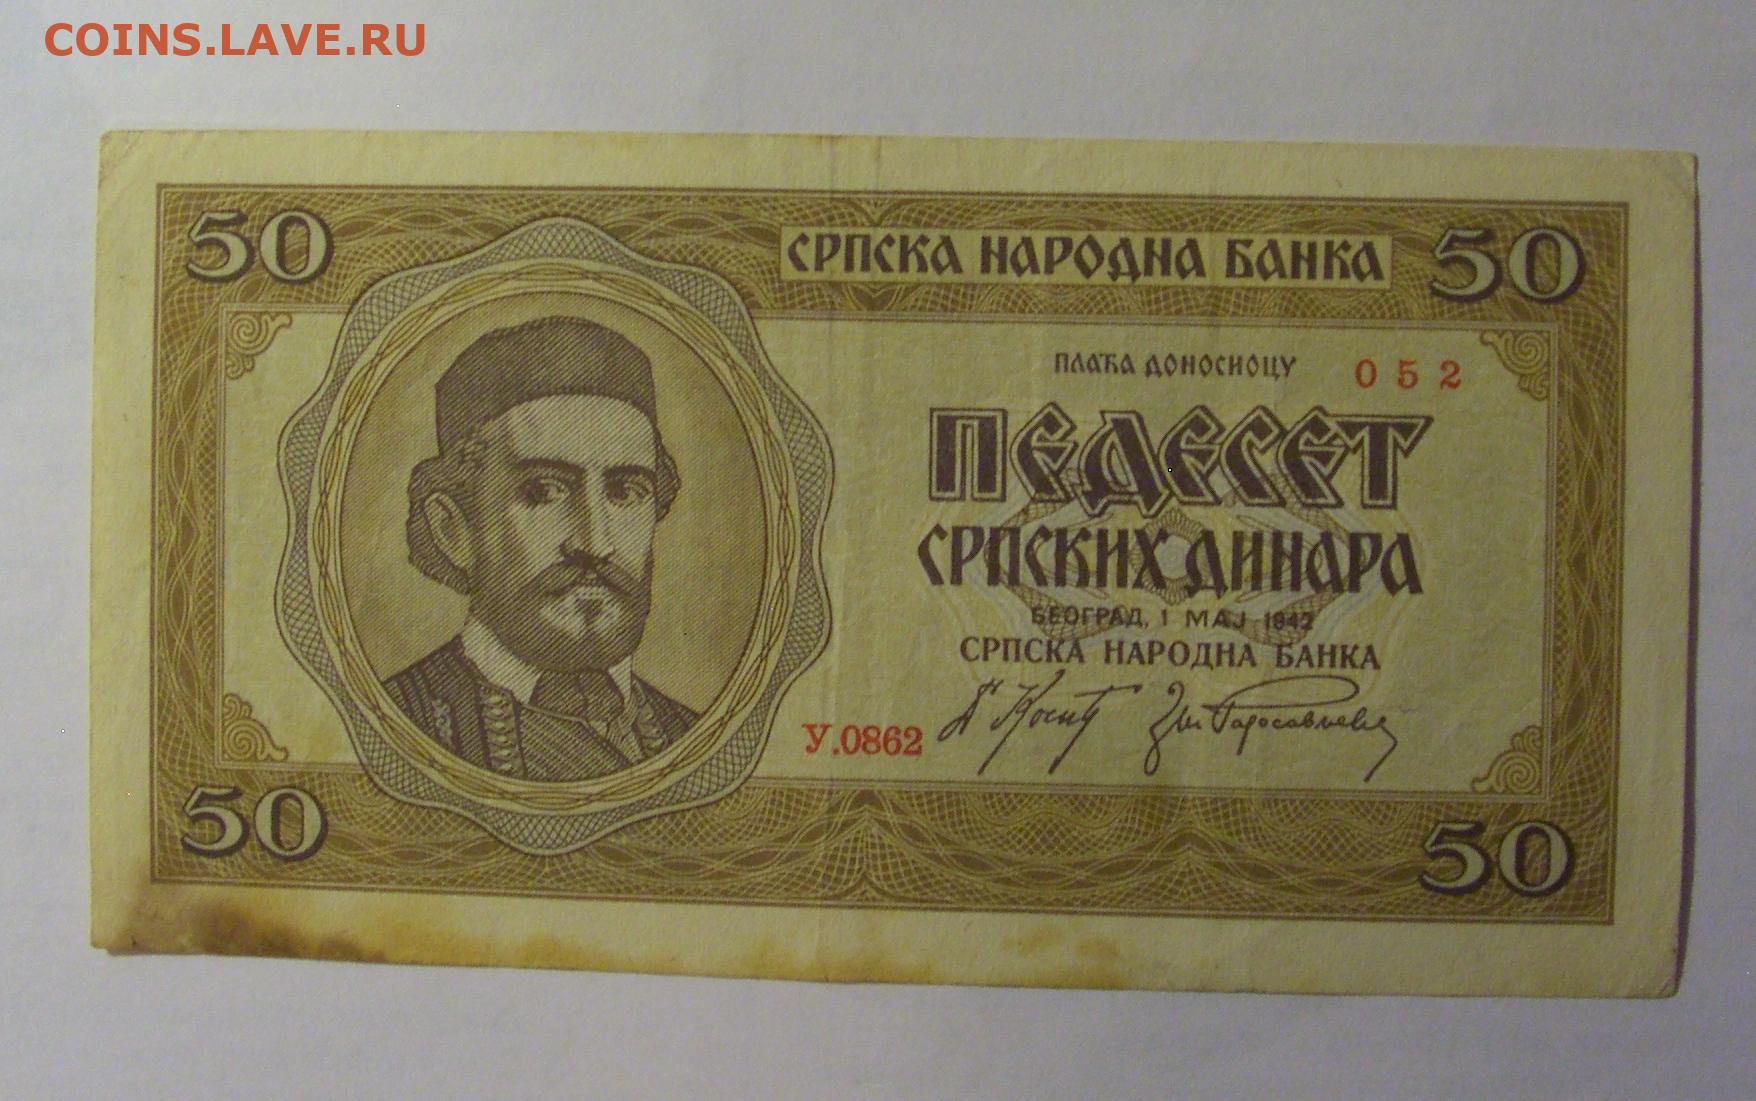 COINS.LAVE.RU
50
СРПСКА НАРОДНА БАНКА
50
ПЛАЋА ДОНОСИОЦУ
052
ПЕДЕСЕТ
СРПСКИХ ДИНАРА
БЕОГРАД, 1 МАЈ 1942
СРПСКА НАРОДНА БАНКА
У.0862
50
50